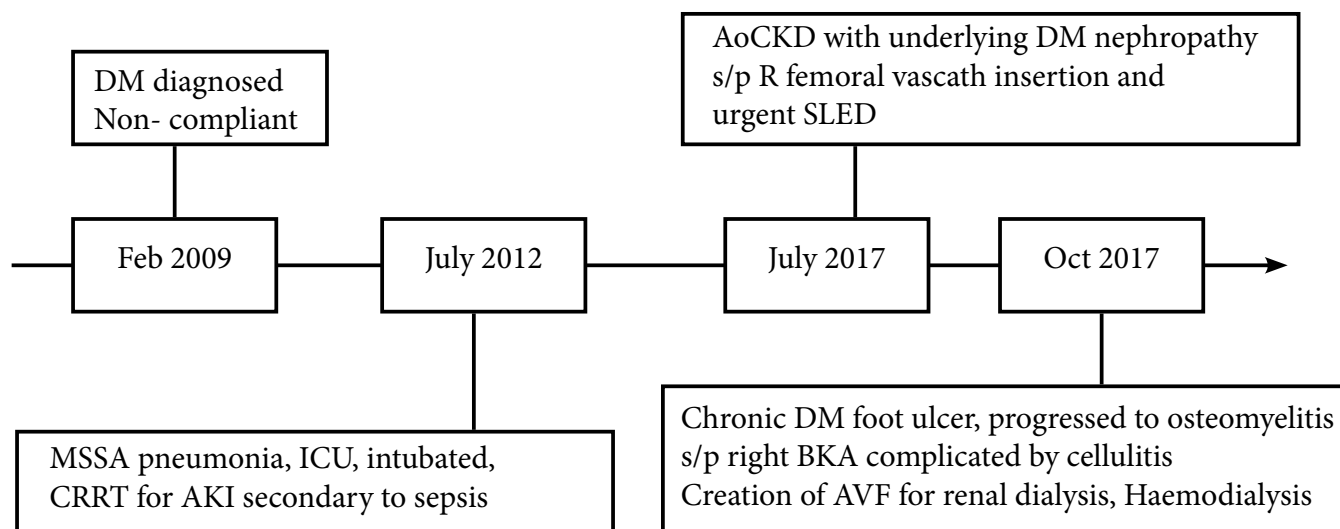 DM diagnosed
Non- compliant
AoCKD with underlying DM nephropathy
s/p R femoral vascath insertion and
urgent SLED
Feb 2009
July 2012
July 2017
Oct 2017
MSSA pneumonia, ICU, intubated,
CRRT for AKI secondary to sepsis
Chronic DM foot ulcer, progressed to osteomyelitis
s/p right BKA complicated by cellulitis
Creation of AVF for renal dialysis, Haemodialysis